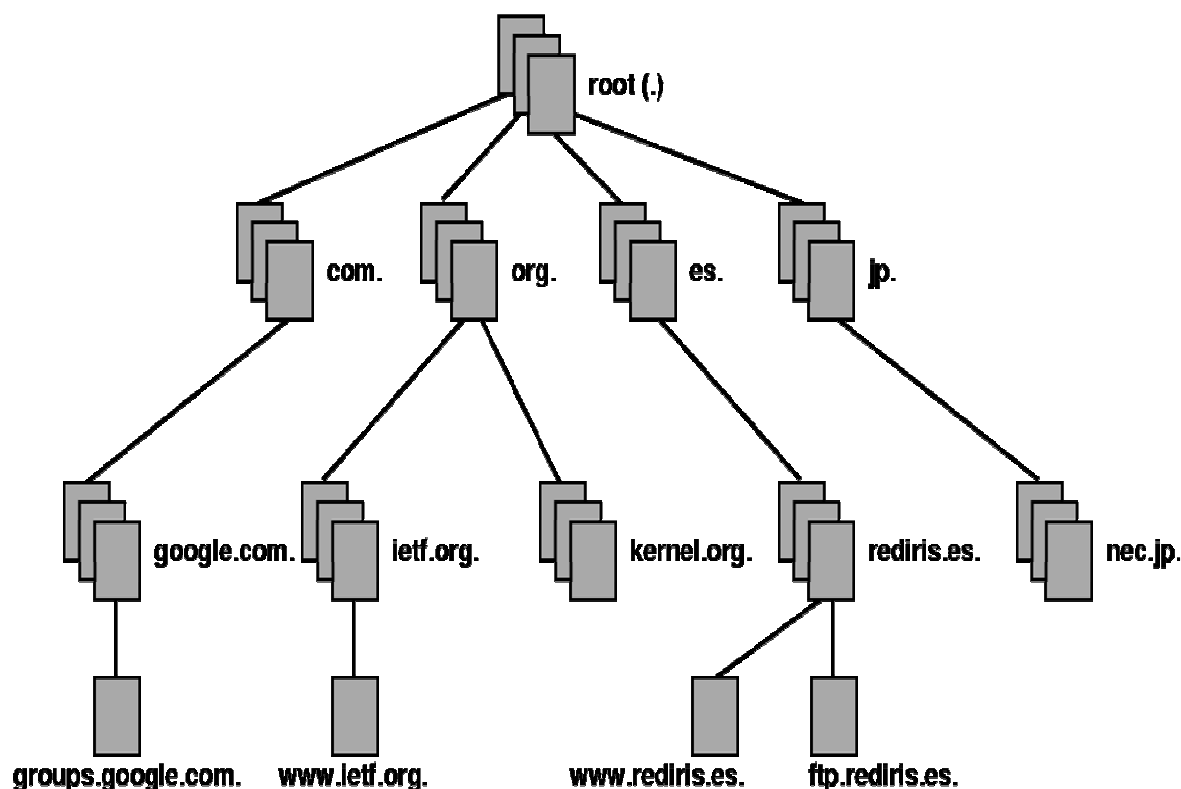 root (.)
com.
org.
es.
jp.
google.com.
ietf.org.
kernel.org.
rediris.es.
nec.jp.
groups.google.com.
www.ietf.org.
www.rediris.es.
ftp.rediris.es.